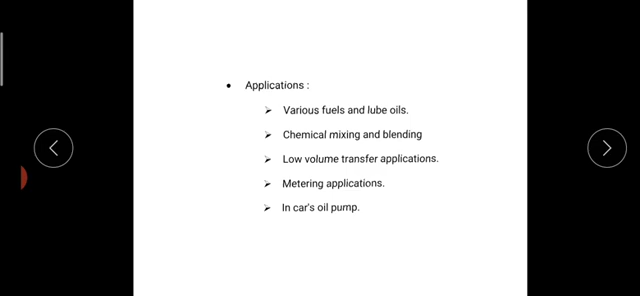 • Applications :
➢ Various fuels and lube oils.
➢ Chemical mixing and blending
➢ Low volume transfer applications.
➢ Metering applications.
➢ In car's oil pump.